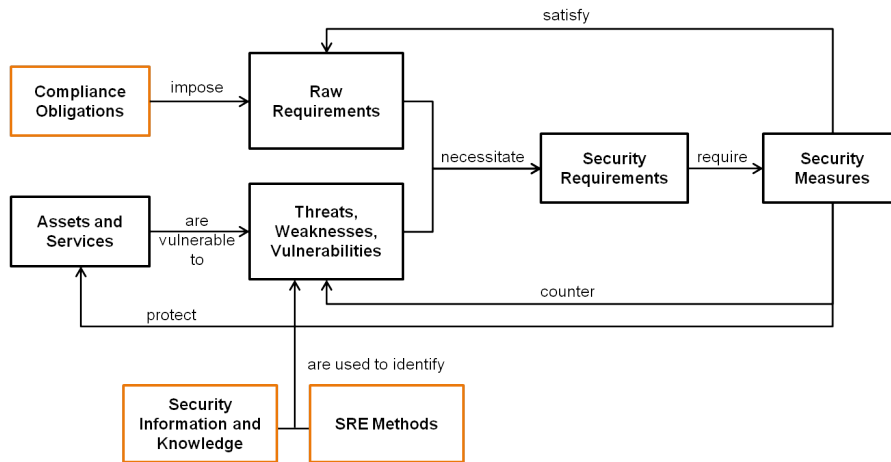 satisfy
Compliance
Obligations
impose
Raw
Requirements
necessitate
Security
Requirements
require
Security
Measures
Assets and
Services
are
vulnerable
to
Threats,
Weaknesses,
Vulnerabilities
counter
protect
are used to identify
Security
Information and
Knowledge
SRE Methods